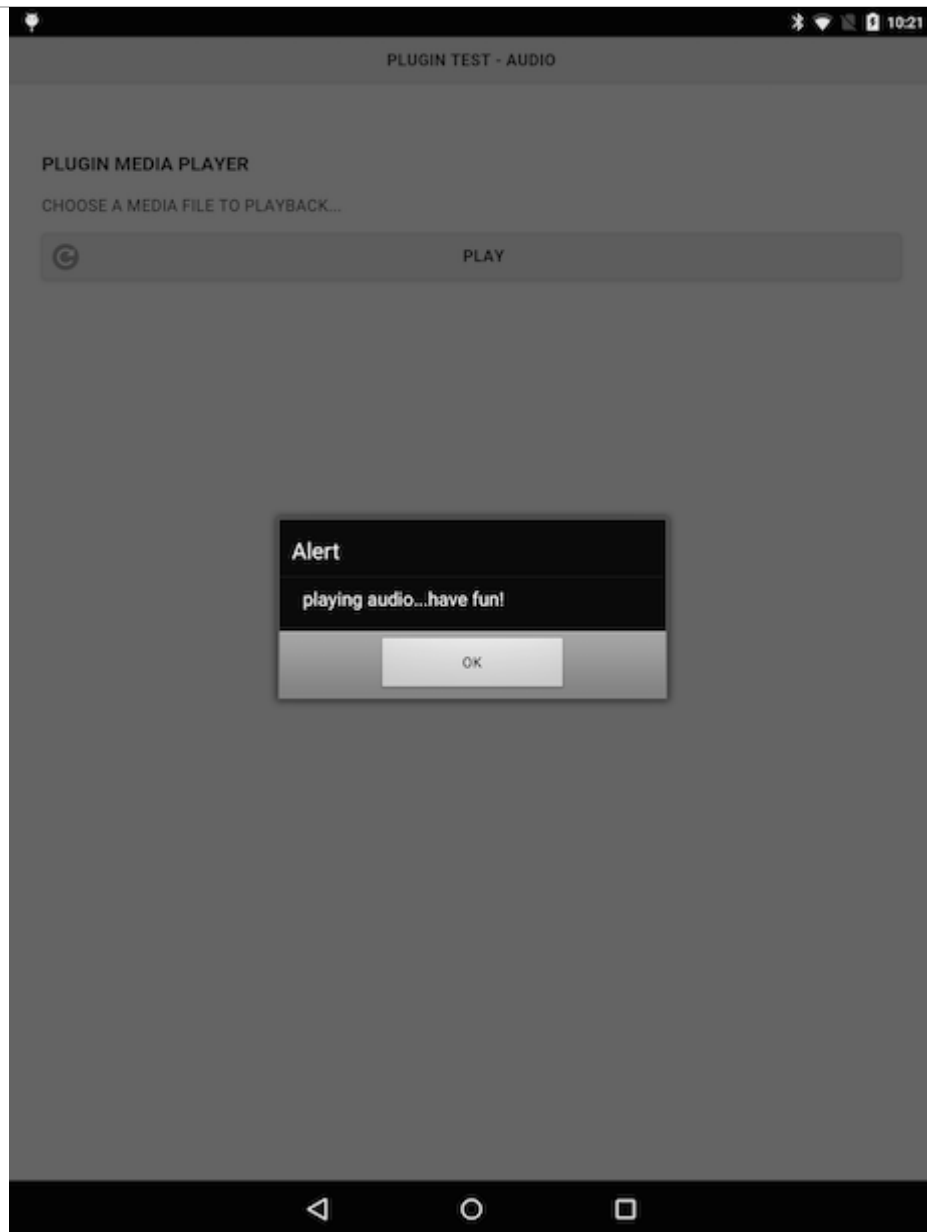 10:21
PLUGIN TEST - AUDIO
PLUGIN MEDIA PLAYER
CHOOSE A MEDIA FILE TO PLAYBACK...
PLAY
Alert
playing audio...have fun!
OK